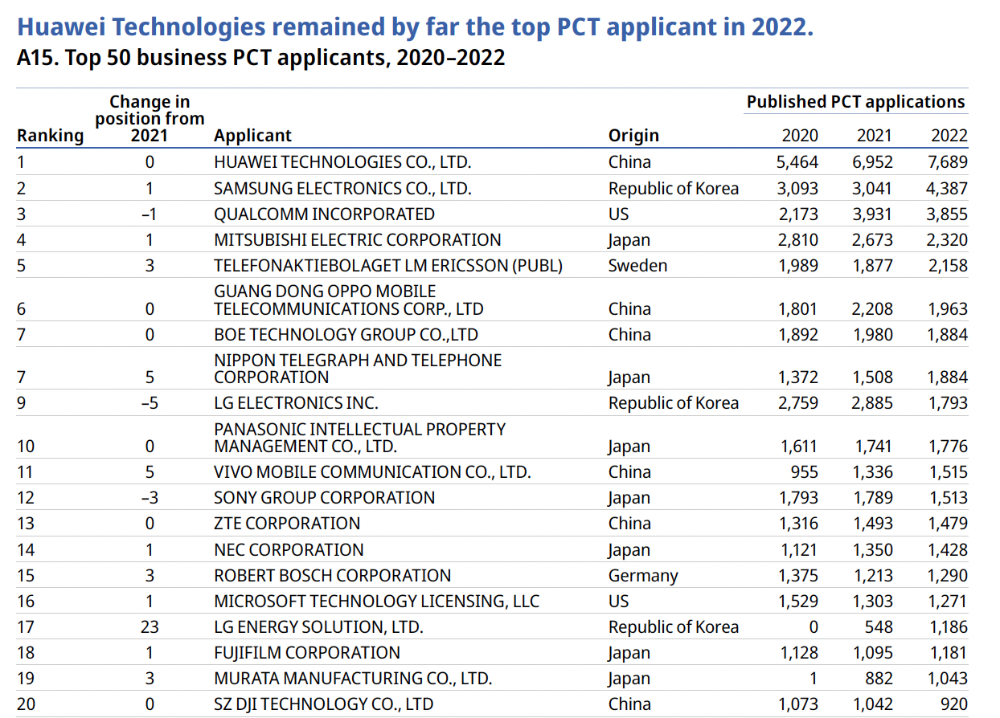 Huawei Technologies remained by far the top PCT applicant in 2022.
A15. Top 50 business PCT applicants, 2020–2022
Ranking Change in position from 2021 Applicant Origin Published PCT applications 2020 2021 2022
1 0 HUAWEI TECHNOLOGIES CO., LTD. China 5,464 6,952 7,689
2 1 SAMSUNG ELECTRONICS CO., LTD. Republic of Korea 3,093 3,041 4,387
3 –1 QUALCOMM INCORPORATED US 2,173 3,931 3,855
4 1 MITSUBISHI ELECTRIC CORPORATION Japan 2,810 2,673 2,320
5 3 TELEFONAKTIEBOLAGET LM ERICSSON (PUBL) Sweden 1,989 1,877 2,158
GUANG DONG OPPO MOBILE
6 0 TELECOMMUNICATIONS CORP., LTD China 1,801 2,208 1,963
7 0 BOE TECHNOLOGY GROUP CO.,LTD China 1,892 1,980 1,884
NIPPON TELEGRAPH AND TELEPHONE
7 5 CORPORATION Japan 1,372 1,508 1,884
9 –5 LG ELECTRONICS INC. Republic of Korea 2,759 2,885 1,793
PANASONIC INTELLECTUAL PROPERTY
10 0 MANAGEMENT CO., LTD. Japan 1,611 1,741 1,776
11 5 VIVO MOBILE COMMUNICATION CO., LTD. China 955 1,336 1,515
12 –3 SONY GROUP CORPORATION Japan 1,793 1,789 1,513
13 0 ZTE CORPORATION China 1,316 1,493 1,479
14 1 NEC CORPORATION Japan 1,121 1,350 1,428
15 3 ROBERT BOSCH CORPORATION Germany 1,375 1,213 1,290
16 1 MICROSOFT TECHNOLOGY LICENSING, LLC US 1,529 1,303 1,271
17 23 LG ENERGY SOLUTION, LTD. Republic of Korea 0 548 1,186
18 1 FUJIFILM CORPORATION Japan 1,128 1,095 1,181
19 3 MURATA MANUFACTURING CO., LTD. Japan 1 882 1,043
20 0 SZ DJI TECHNOLOGY CO., LTD China 1,073 1,042 920